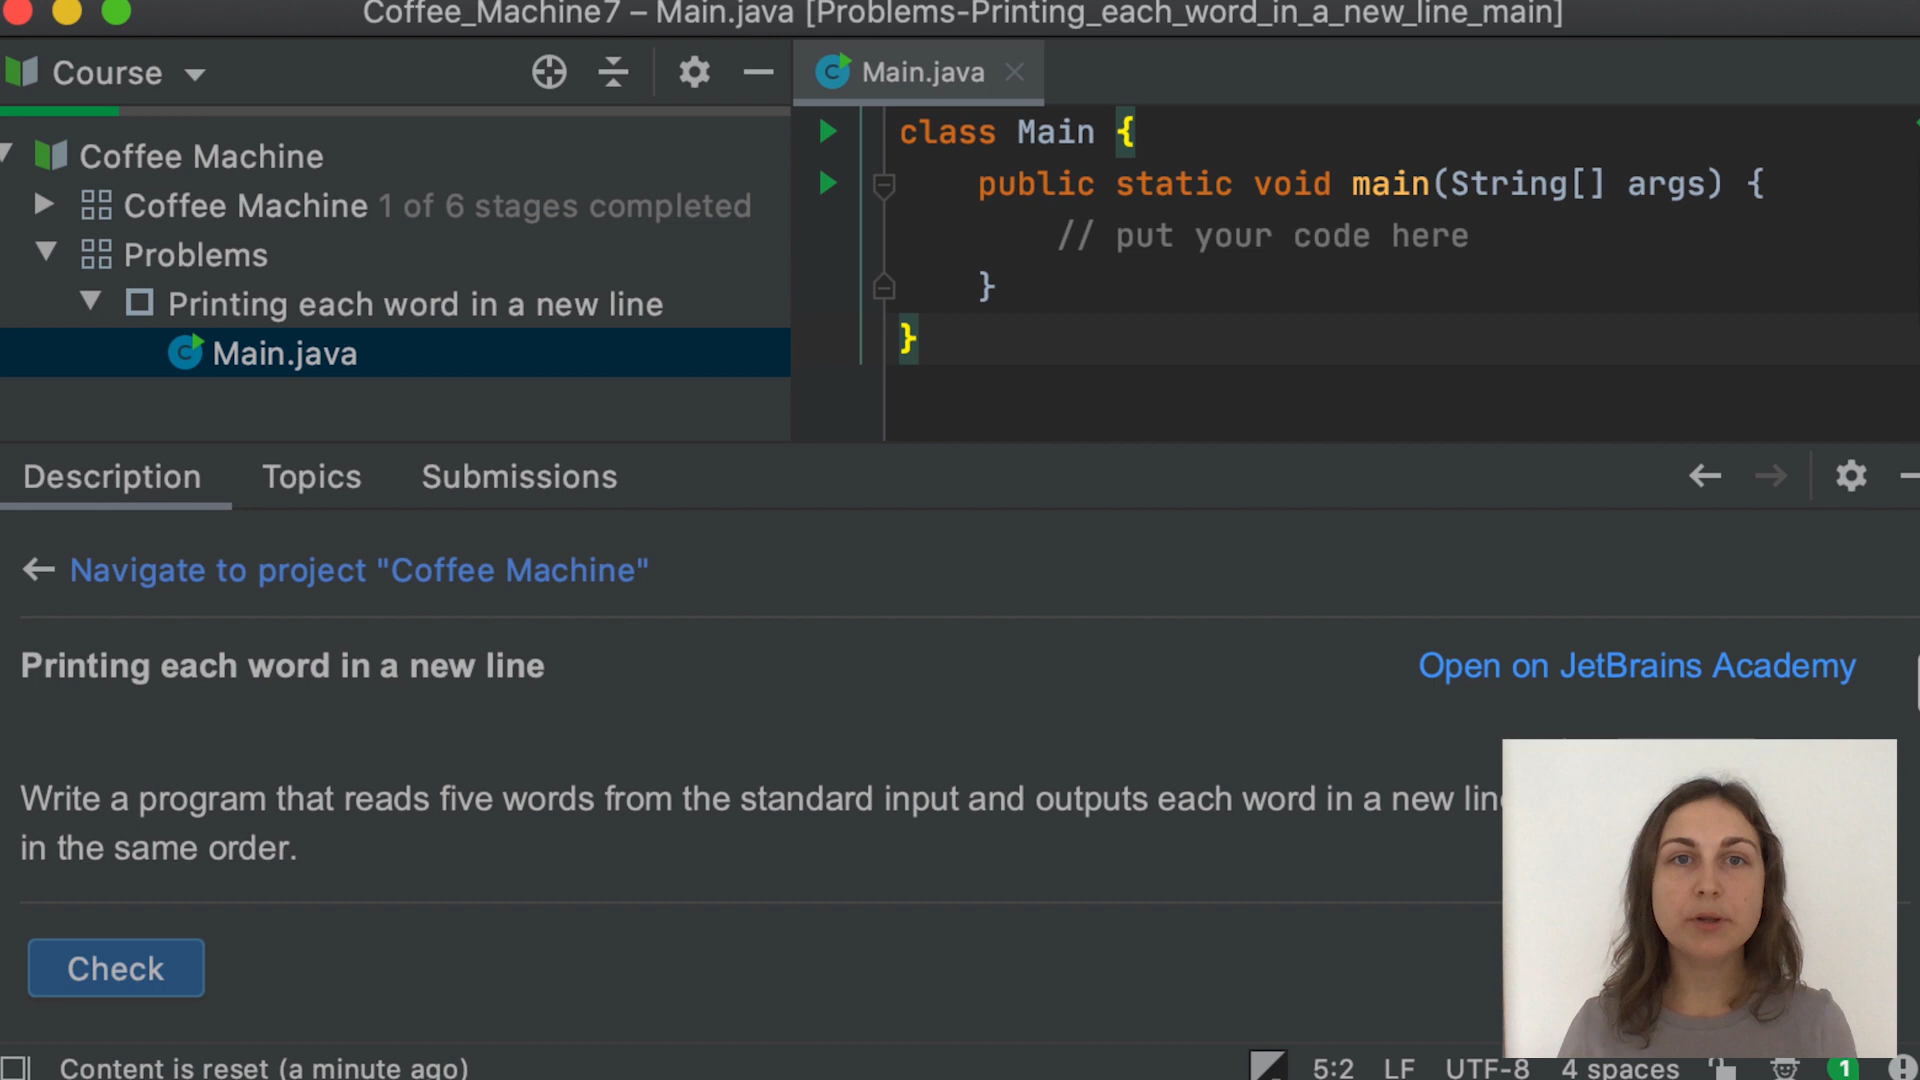 Coffee_Machine7 – Main.java [Problems-Printing_each_word_in_a_new_line_main]
Course
Main.java
Coffee Machine
Coffee Machine 1 of 6 stages completed
Problems
Printing each word in a new line
Main.java
class Main {
public static void main(String[] args) {
// put your code here
}
}
Description Topics Submissions
Navigate to project "Coffee Machine"
Printing each word in a new line
Open on JetBrains Academy
Write a program that reads five words from the standard input and outputs each word in a new line
in the same order.
Check
Content is reset (a minute ago)
5:2 LF UTF-8 4 spaces 1